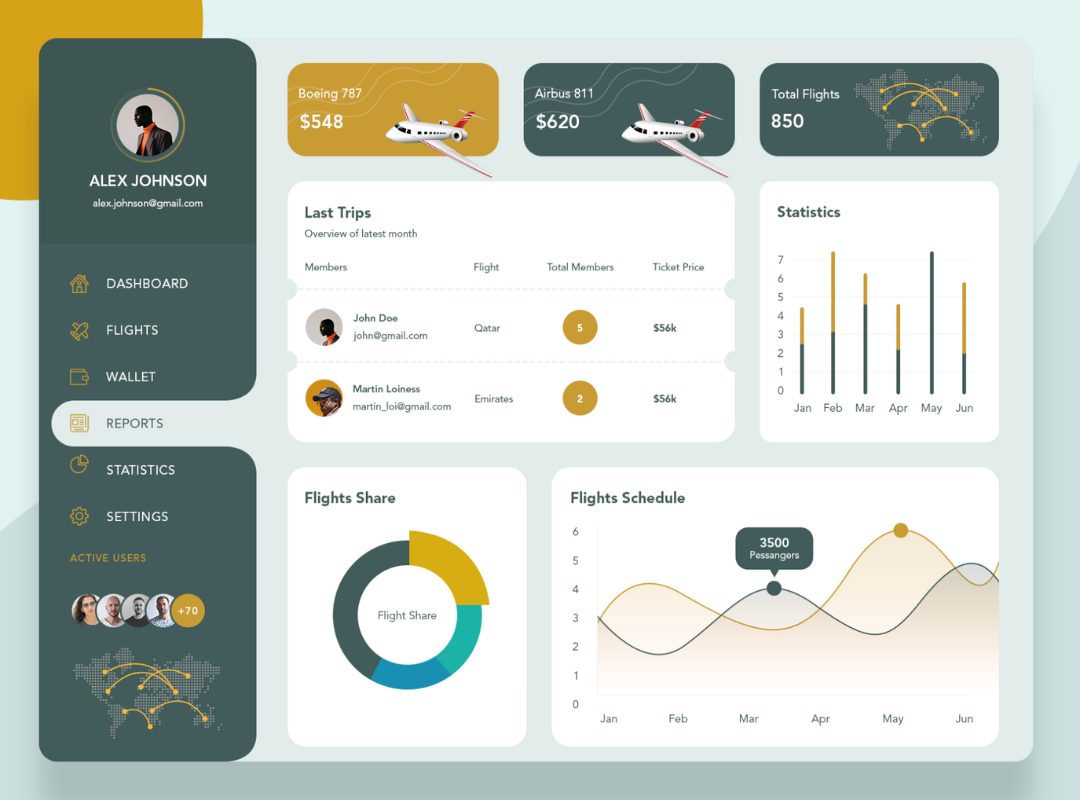 ALEX JOHNSON
alex.johnson@gmail.com
DASHBOARD
FLIGHTS
WALLET
REPORTS
STATISTICS
SETTINGS
ACTIVE USERS
+70
Boeing 787
$548
Airbus 811
$620
Total Flights
850
Last Trips
Overview of latest month
Members Flight Total Members Ticket Price
John Doe
john@gmail.com
Qatar 5 $56k
Martin Loiness
martin_loi@gmail.com
Emirates 2 $56k
Statistics
7
6
5
4
3
2
1
0
Jan Feb Mar Apr May Jun
Flights Share
Flight Share
Flights Schedule
6
5
4
3
2
1
0
3500
Pessangers
Jan Feb Mar Apr May Jun